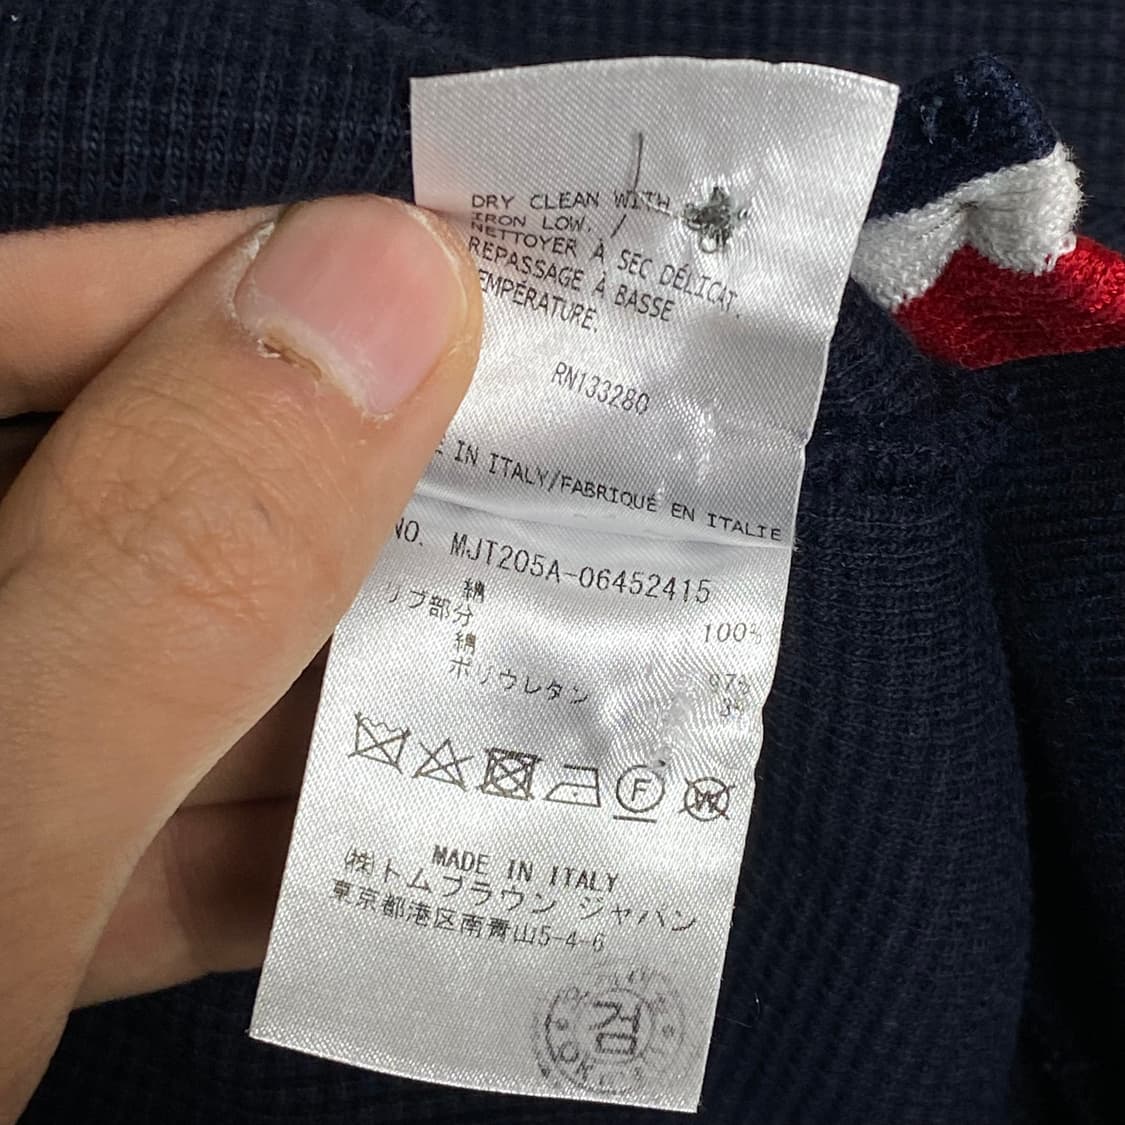 DRY CLEAN WITH
IRON LOW.
NETTOYER À SEC DÉLICAT.
REPASSAGE À BASSE
EMPÉRATURE.
RN133280
E IN ITALY/FABRIQUÉ EN ITALIE
NO. MJT205A-06452415
綿 100%
リブ部分
綿 97%
ポリウレタン 3%
F
W
MADE IN ITALY
(株)トムブラウン ジャパン
東京都港区南青山5-4-6
검